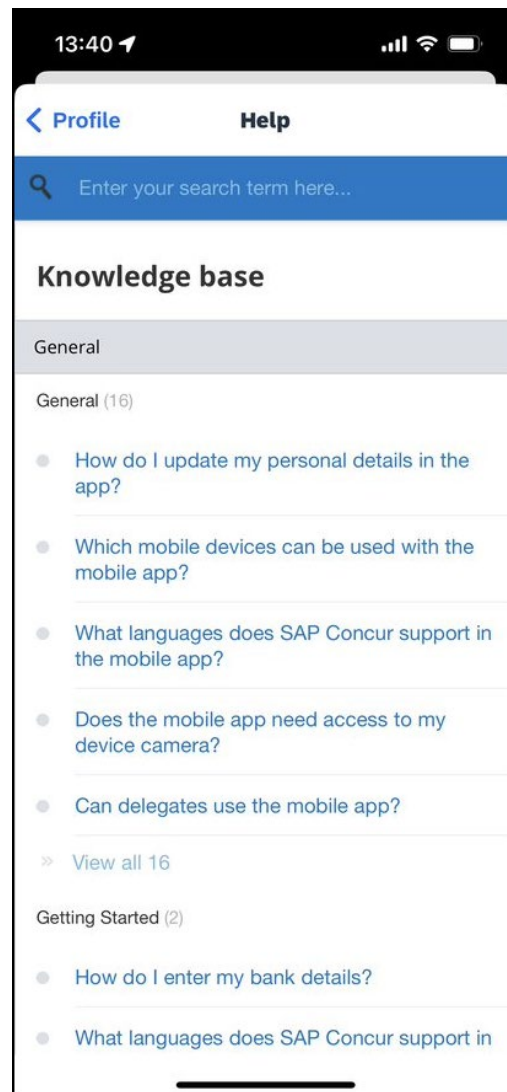 13:40
Profile
Help
Enter your search term here...
Knowledge base
General
General (16)
How do I update my personal details in the
app?
Which mobile devices can be used with the
mobile app?
What languages does SAP Concur support in
the mobile app?
Does the mobile app need access to my
device camera?
Can delegates use the mobile app?
» View all 16
Getting Started (2)
How do I enter my bank details?
What languages does SAP Concur support in